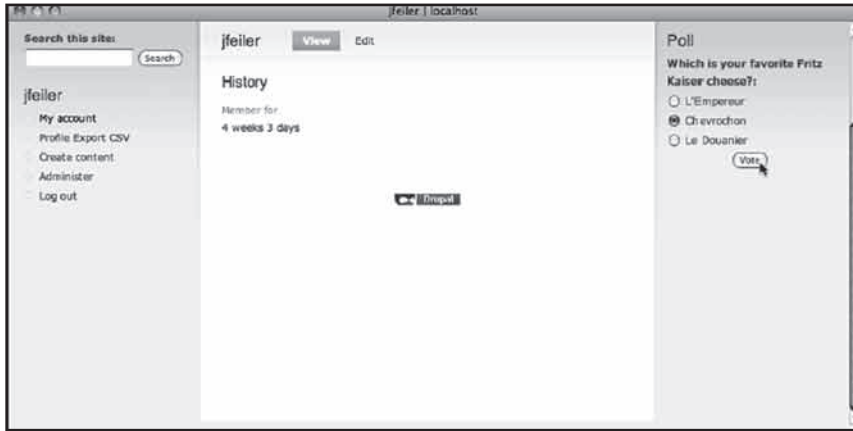 jfeiler | localhost
Search this site:
Search
jfeiler
My account
Profile Export CSV
Create content
Administer
Log out
jfeiler View Edit
History
Member for
4 weeks 3 days
Drupal
Poll
Which is your favorite Fritz
Kaiser cheese?:
L'Empereur
Chevrochon
Le Douanier
Vote